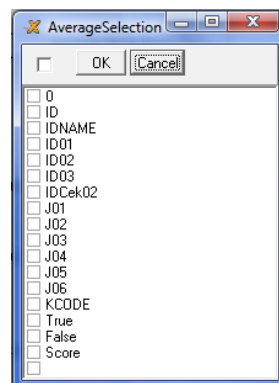 AverageSelection
OK Cancel
0
ID
IDNAME
ID01
ID02
ID03
IDCek02
J01
J02
J03
J04
J05
J06
KCODE
True
False
Score